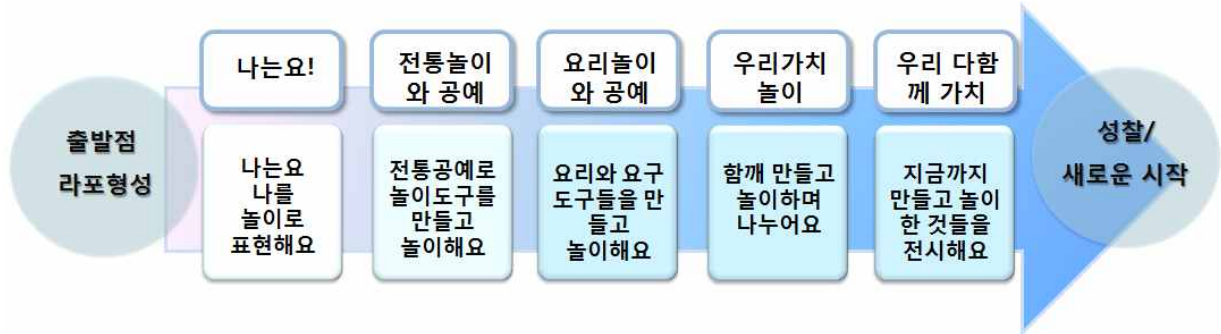 출발점
라포형성
나는요!
나는요
나를
놀이로
표현해요
전통놀이
와 공예
전통공예로
놀이도구를
만들고
놀이해요
요리놀이
와 공예
요리와 요구
도구들을 만
들고
놀이해요
우리가치
놀이
함깨 만들고
놀이하며
나누어요
우리 다함
께 가치
지금까지
만들고 놀이
한 것들을
전시해요
성찰/
새로운 시작